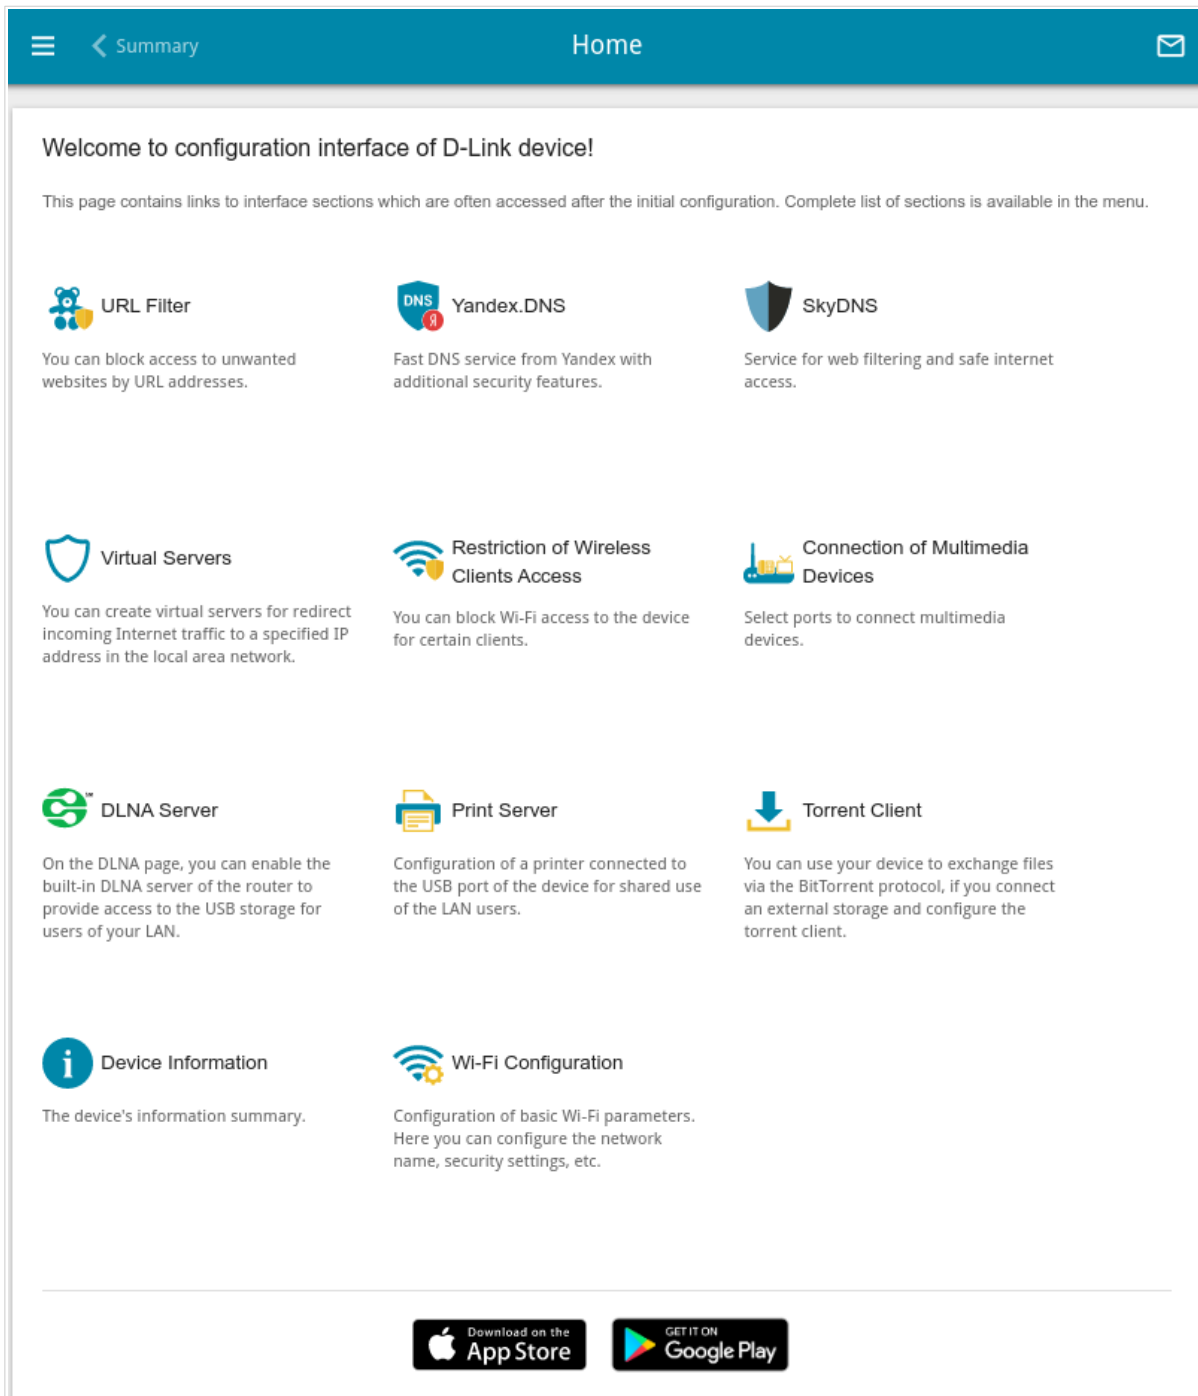 Summary
Home
Welcome to configuration interface of D-Link device!
This page contains links to interface sections which are often accessed after the initial configuration. Complete list of sections is available in the menu.
URL Filter
You can block access to unwanted
websites by URL addresses.
DNS
Я
Yandex.DNS
Fast DNS service from Yandex with
additional security features.
SkyDNS
Service for web filtering and safe internet
access.
Virtual Servers
You can create virtual servers for redirect
incoming Internet traffic to a specified IP
address in the local area network.
Restriction of Wireless
Clients Access
You can block Wi-Fi access to the device
for certain clients.
Connection of Multimedia
Devices
Select ports to connect multimedia
devices.
DLNA Server
On the DLNA page, you can enable the
built-in DLNA server of the router to
provide access to the USB storage for
users of your LAN.
Print Server
Configuration of a printer connected to
the USB port of the device for shared use
of the LAN users.
Torrent Client
You can use your device to exchange files
via the BitTorrent protocol, if you connect
an external storage and configure the
torrent client.
i
Device Information
The device's information summary.
Wi-Fi Configuration
Configuration of basic Wi-Fi parameters.
Here you can configure the network
name, security settings, etc.
Download on the
App Store
GET IT ON
Google Play